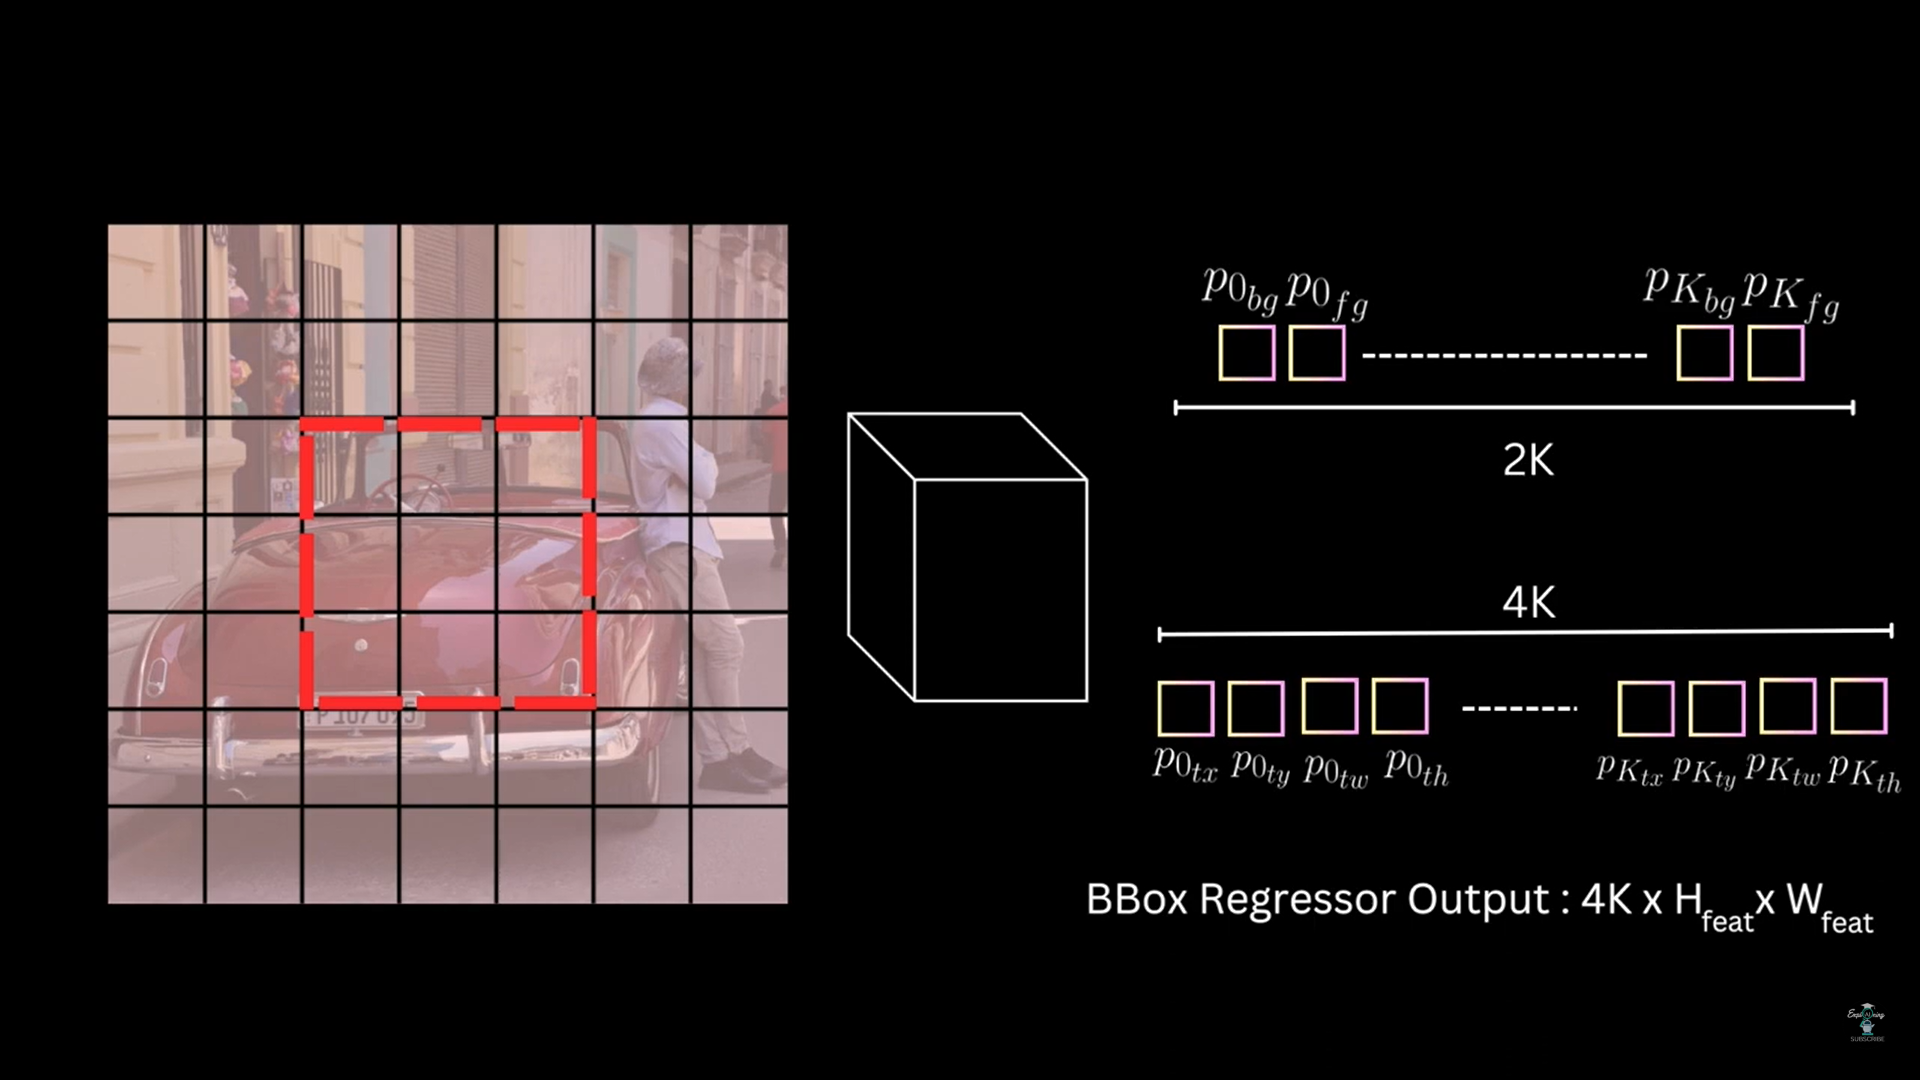 p0bg p0fg pKbg pKfg
2K
4K
p0tx p0ty p0tw p0th pKtx pKty pKtw pKth
BBox Regressor Output : 4K x Hfeat x Wfeat
SUBSCRIBE